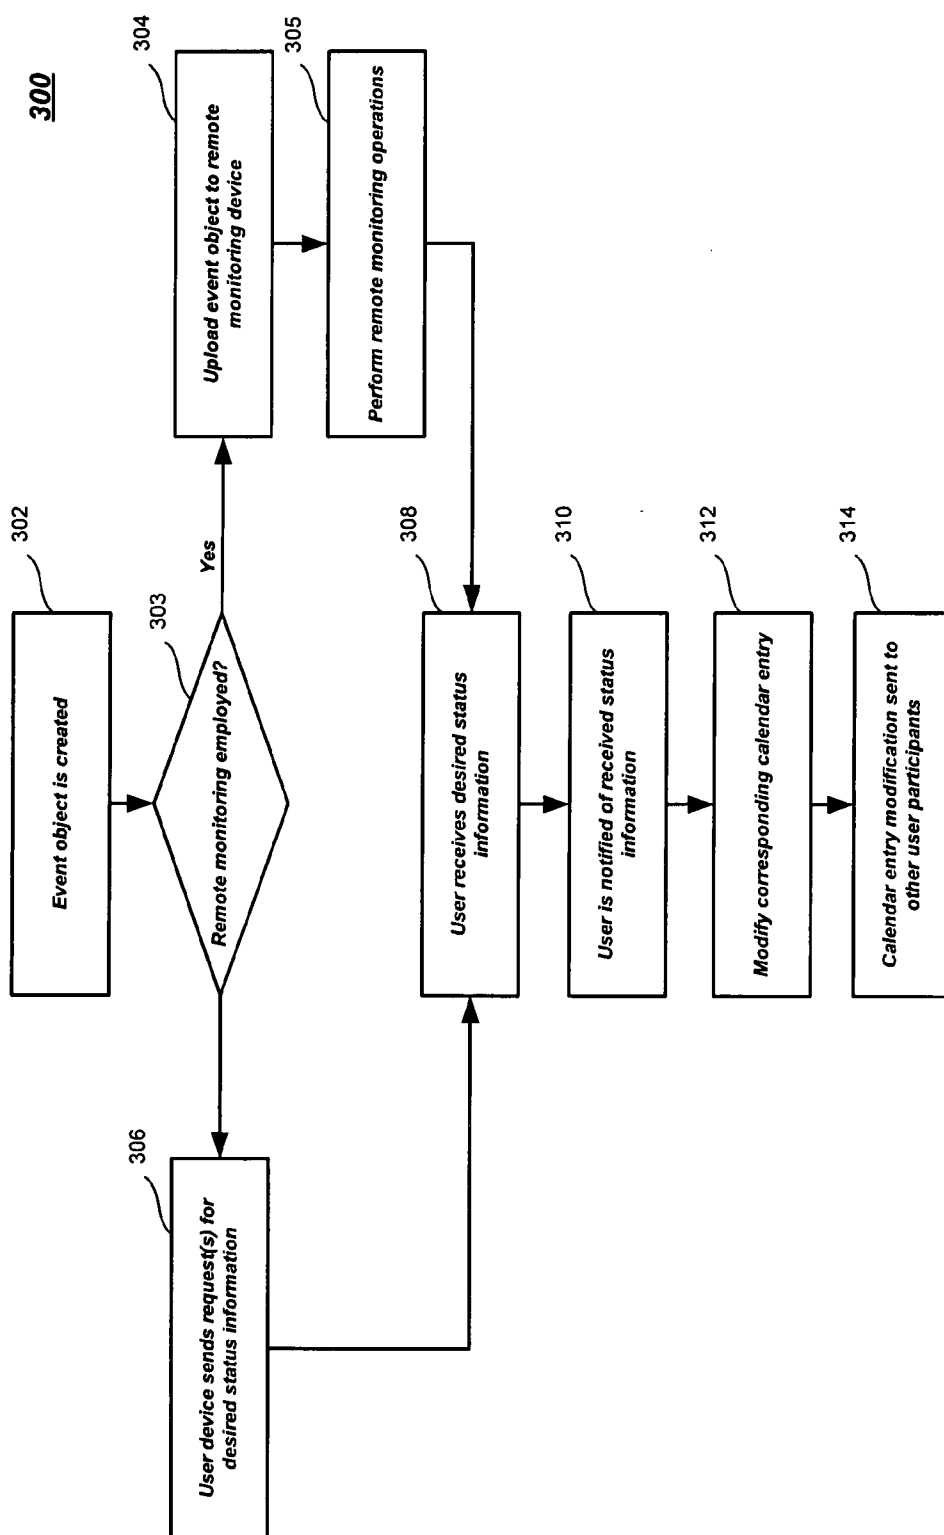 300
302
Event object is created
303
Remote monitoring employed?
Yes
304
Upload event object to remote
monitoring device
305
Perform remote monitoring operations
306
User device sends request(s) for
desired status information
308
User receives desired status
information
310
User is notified of received status
information
312
Modify corresponding calendar entry
314
Calendar entry modification sent to
other user participants